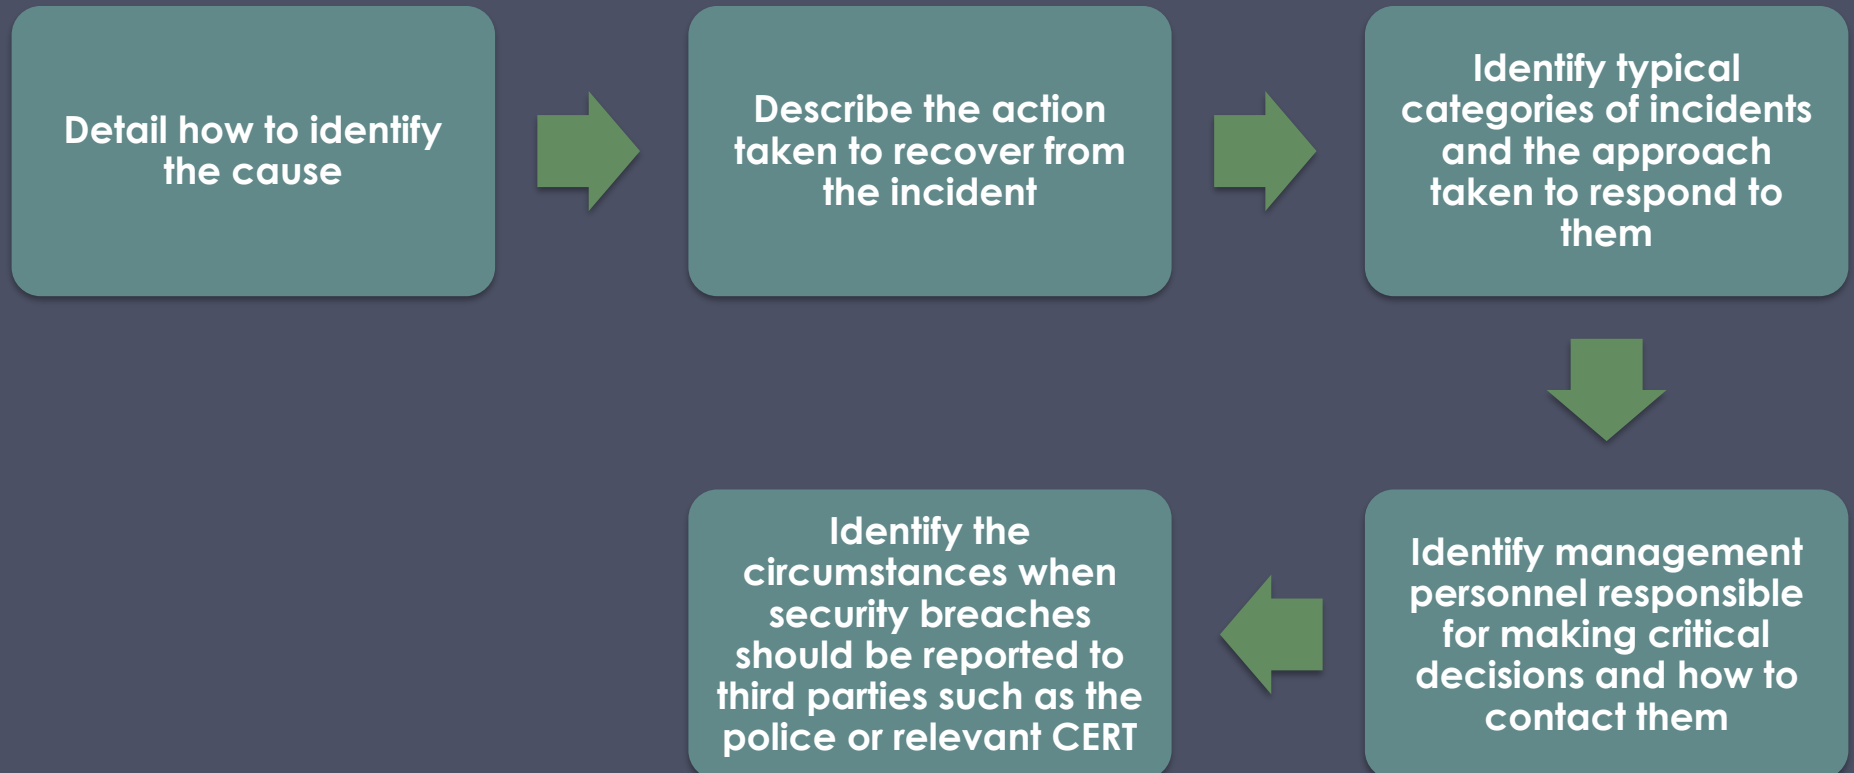 Detail how to identify
the cause
Describe the action
taken to recover from
the incident
Identify typical
categories of incidents
and the approach
taken to respond to
them
Identify management
personnel responsible
for making critical
decisions and how to
contact them
Identify the
circumstances when
security breaches
should be reported to
third parties such as the
police or relevant CERT